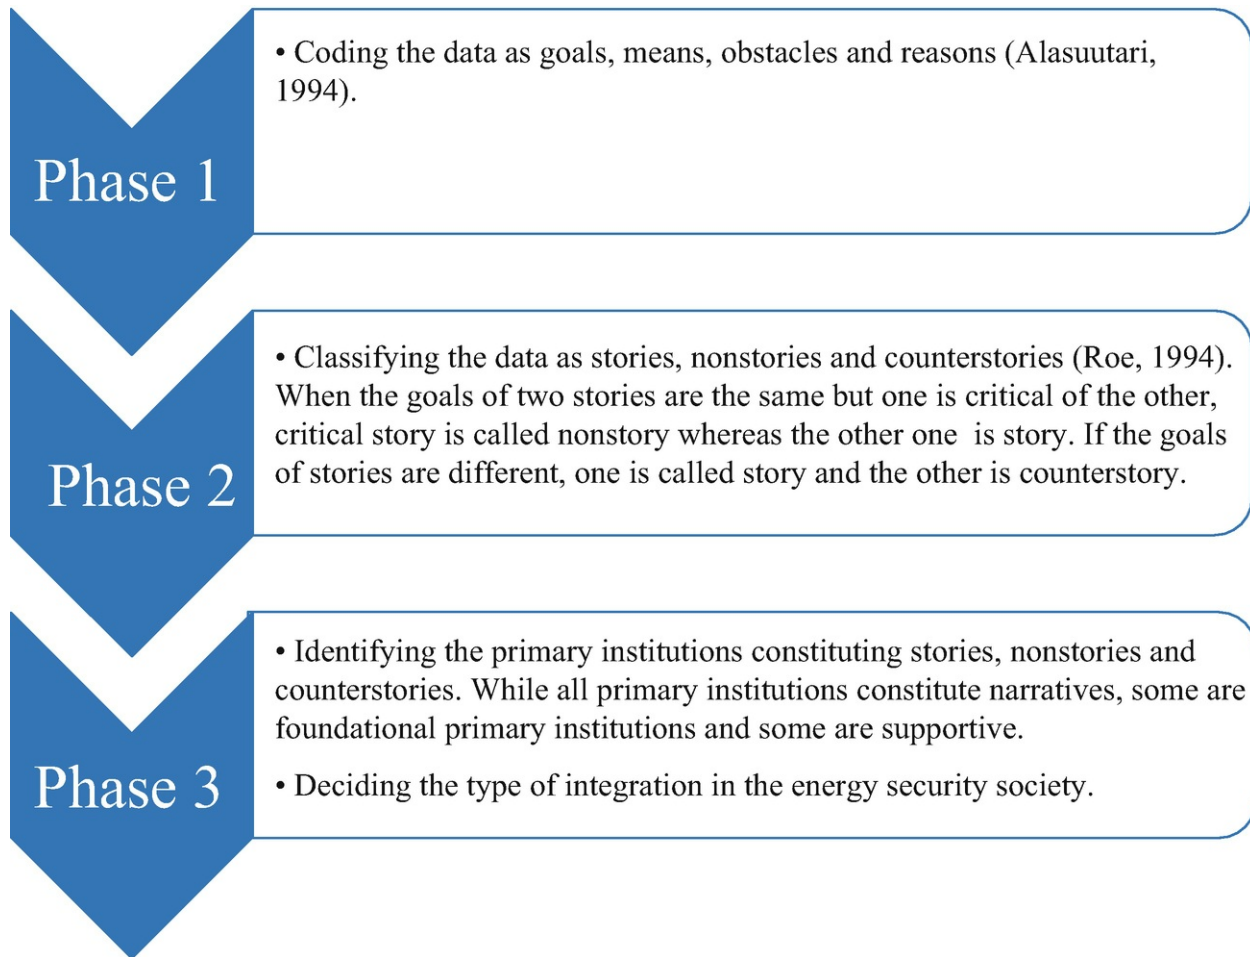 • Coding the data as goals, means, obstacles and reasons (Alasuutari,
1994).
Phase 1
• Classifying the data as stories, nonstories and counterstories (Roe, 1994).
When the goals of two stories are the same but one is critical of the other,
critical story is called nonstory whereas the other one is story. If the goals
of stories are different, one is called story and the other is counterstory.
Phase 2
• Identifying the primary institutions constituting stories, nonstories and
counterstories. While all primary institutions constitute narratives, some are
foundational primary institutions and some are supportive.
• Deciding the type of integration in the energy security society.
Phase 3